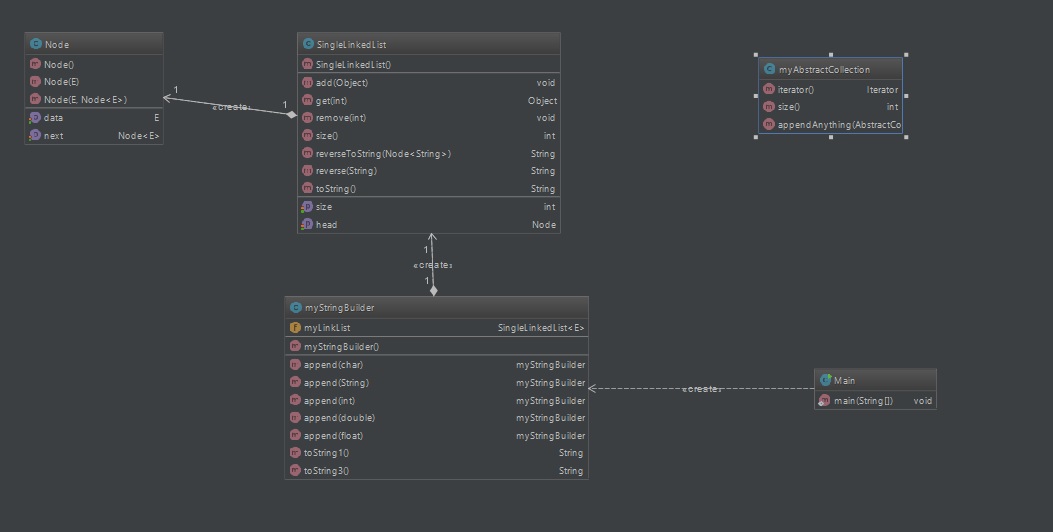 Node
Node()
Node(E)
Node(E, Node<E>)
data E
next Node<E>
1
«create»
1
SingleLinkedList
SingleLinkedList()
add(Object) void
get(int) Object
remove(int) void
size() int
reverseToString(Node<String>) String
reverse(String) String
toString() String
size int
head Node
myAbstractCollection
iterator() Iterator
size() int
appendAnything(AbstractCo
1
«create»
1
myStringBuilder
myLinkList SingleLinkedList<E>
myStringBuilder()
append(char) myStringBuilder
append(String) myStringBuilder
append(int) myStringBuilder
append(double) myStringBuilder
append(float) myStringBuilder
toString1() String
toString3() String
«create»
Main
main(String[]) void